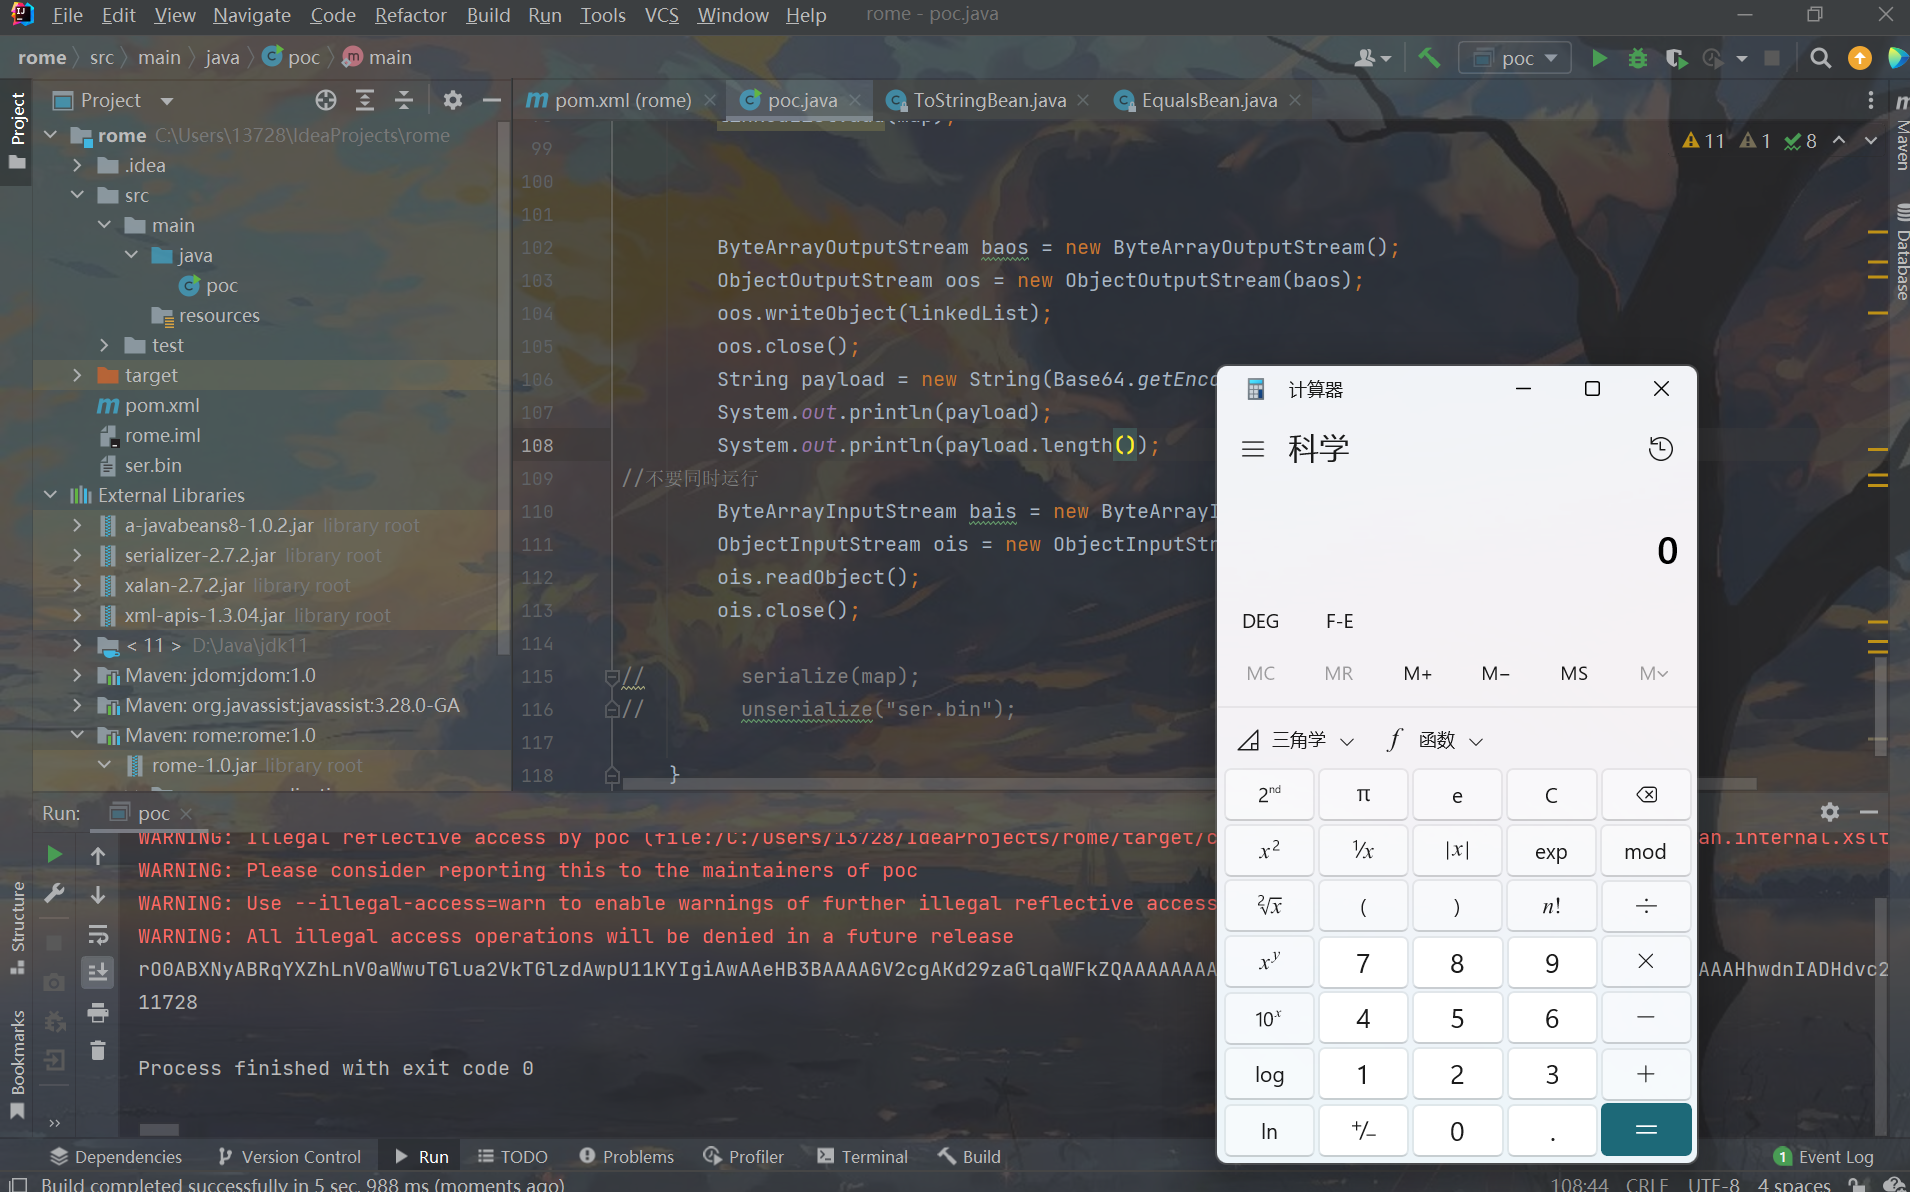 File Edit View Navigate Code Refactor Build Run Tools VCS Window Help rome - poc.java
rome src main java poc main
poc
Project
pom.xml (rome) poc.java ToStringBean.java EqualsBean.java
11 1 8
Project
Maven
Database
Structure
Bookmarks
rome C:\Users\13728\IdeaProjects\rome
.idea
src
main
java
poc
resources
test
target
pom.xml
rome.iml
ser.bin
External Libraries
a-javabeans8-1.0.2.jar library root
serializer-2.7.2.jar library root
xalan-2.7.2.jar library root
xml-apis-1.3.04.jar library root
< 11 > D:\Java\jdk11
Maven: jdom:jdom:1.0
Maven: org.javassist:javassist:3.28.0-GA
Maven: rome:rome:1.0
rome-1.0.jar library root
99
100
101
102 ByteArrayOutputStream baos = new ByteArrayOutputStream();
103 ObjectOutputStream oos = new ObjectOutputStream(baos);
104 oos.writeObject(linkedList);
105 oos.close();
106 String payload = new String(Base64.getEnc
107 System.out.println(payload);
108 System.out.println(payload.length());
109 //不要同时运行
110 ByteArrayInputStream bais = new ByteArrayI
111 ObjectInputStream ois = new ObjectInputStr
112 ois.readObject();
113 ois.close();
114
115 // serialize(map);
116 // unserialize("ser.bin");
117
118 }
计算器
科学
0
DEG F-E
MC MR M+ M− MS M
三角学 f 函数
2nd π e C
x2 1/x |x| exp mod
2√x ( ) n! ÷
xy 7 8 9 ×
10x 4 5 6 −
log 1 2 3 +
ln +/− 0 . =
Run: poc
WARNING: Illegal reflective access by poc (file:/C:/Users/13728/IdeaProjects/rome/target/c an.internal.xslt
WARNING: Please consider reporting this to the maintainers of poc
WARNING: Use --illegal-access=warn to enable warnings of further illegal reflective access
WARNING: All illegal access operations will be denied in a future release
rO0ABXNyABRqYXZhLnV0aWwuTGlua2VkTGlzdAwpU11KYIgiAwAAeHB3BAAAAGV2cgAKd29zaGlqaWFkZQAAAAAAAA AAAHhwdnIADHdvc2
11728
Process finished with exit code 0
Dependencies Version Control Run TODO Problems Profiler Terminal Build 1 Event Log
Build completed successfully in 5 sec, 988 ms (moments ago) 108:44 CRLF UTF-8 4 spaces